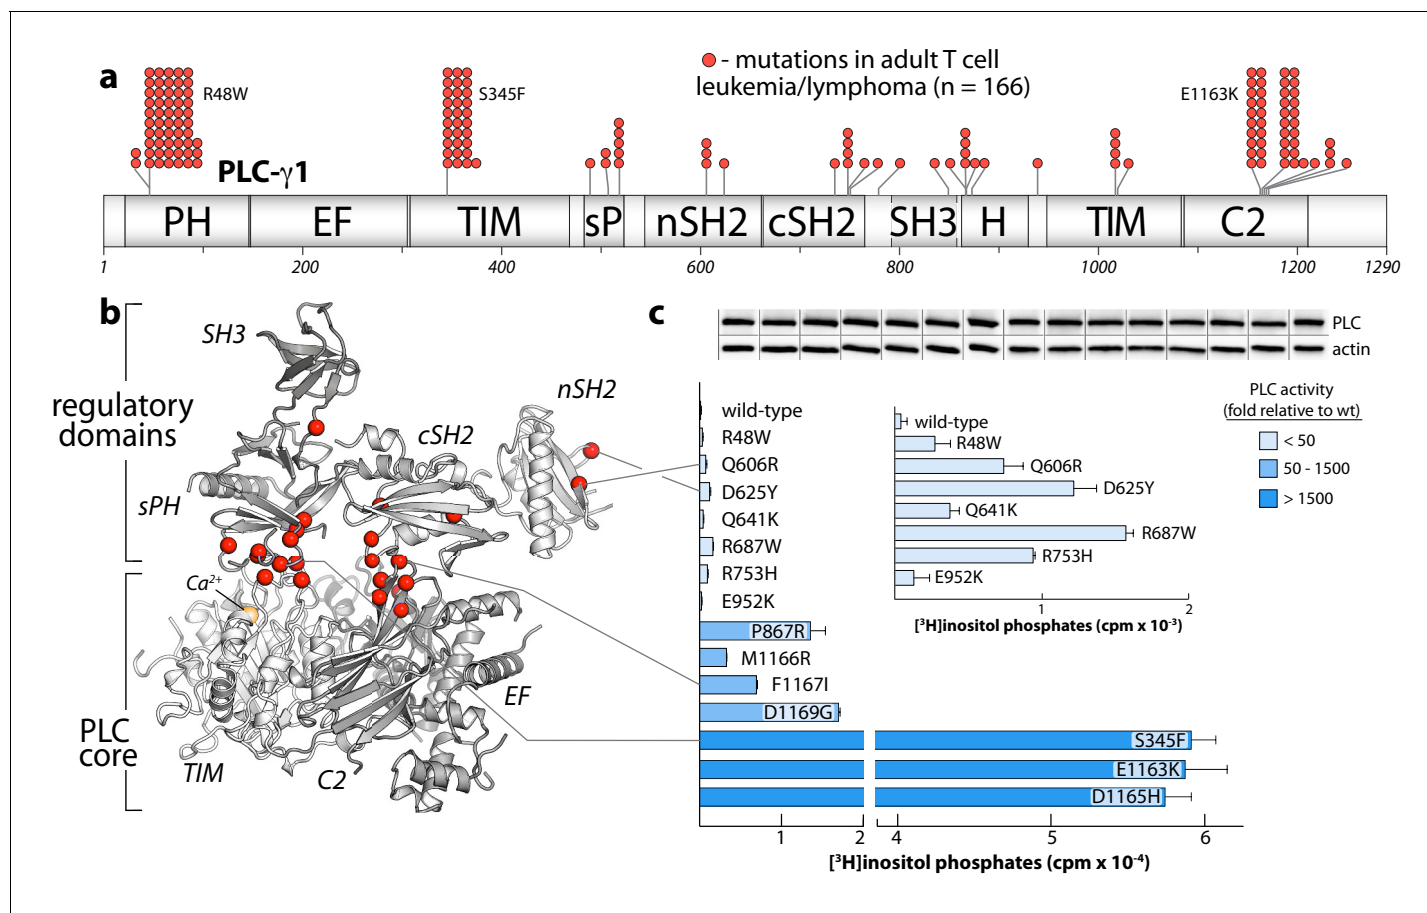 a
- mutations in adult T cell
leukemia/lymphoma (n = 166)
R48W
S345F
E1163K
PLC-γ1
PH EF TIM sP nSH2 cSH2 SH3 H TIM C2
1 200 400 600 800 1000 1200 1290
b
SH3
nSH2
cSH2
regulatory
domains
sPH
Ca²⁺
PLC
core
TIM
C2
EF
c
PLC
actin
PLC activity
(fold relative to wt)
< 50
50 - 1500
> 1500
wild-type
R48W
Q606R
D625Y
Q641K
R687W
R753H
E952K
P867R
M1166R
F1167I
D1169G
S345F
E1163K
D1165H
1 2 4 5 6
[³H]inositol phosphates (cpm x 10⁻⁴)
wild-type
R48W
Q606R
D625Y
Q641K
R687W
R753H
E952K
1 2
[³H]inositol phosphates (cpm x 10⁻³)